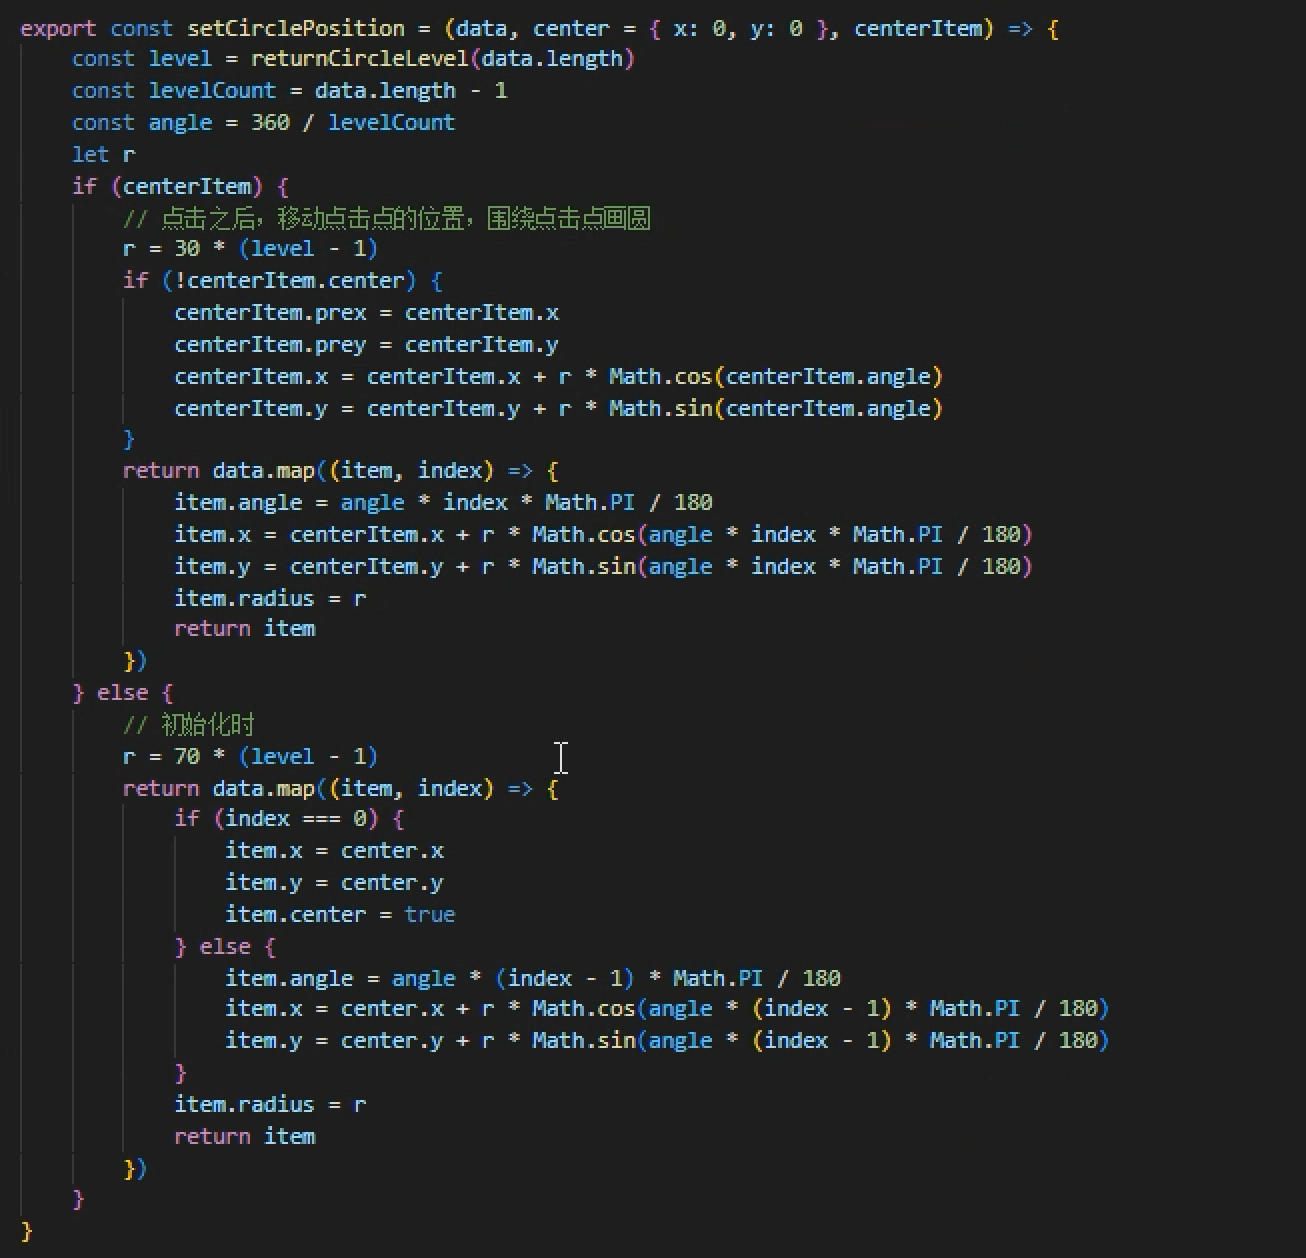 export const setCirclePosition = (data, center = { x: 0, y: 0 }, centerItem) => {
    const level = returnCircleLevel(data.length)
    const levelCount = data.length - 1
    const angle = 360 / levelCount
    let r
    if (centerItem) {
        // 点击之后，移动点击点的位置，围绕点击点画圆
        r = 30 * (level - 1)
        if (!centerItem.center) {
            centerItem.prex = centerItem.x
            centerItem.prey = centerItem.y
            centerItem.x = centerItem.x + r * Math.cos(centerItem.angle)
            centerItem.y = centerItem.y + r * Math.sin(centerItem.angle)
        }
        return data.map((item, index) => {
            item.angle = angle * index * Math.PI / 180
            item.x = centerItem.x + r * Math.cos(angle * index * Math.PI / 180)
            item.y = centerItem.y + r * Math.sin(angle * index * Math.PI / 180)
            item.radius = r
            return item
        })
    } else {
        // 初始化时
        r = 70 * (level - 1)
        return data.map((item, index) => {
            if (index === 0) {
                item.x = center.x
                item.y = center.y
                item.center = true
            } else {
                item.angle = angle * (index - 1) * Math.PI / 180
                item.x = center.x + r * Math.cos(angle * (index - 1) * Math.PI / 180)
                item.y = center.y + r * Math.sin(angle * (index - 1) * Math.PI / 180)
            }
            item.radius = r
            return item
        })
    }
}